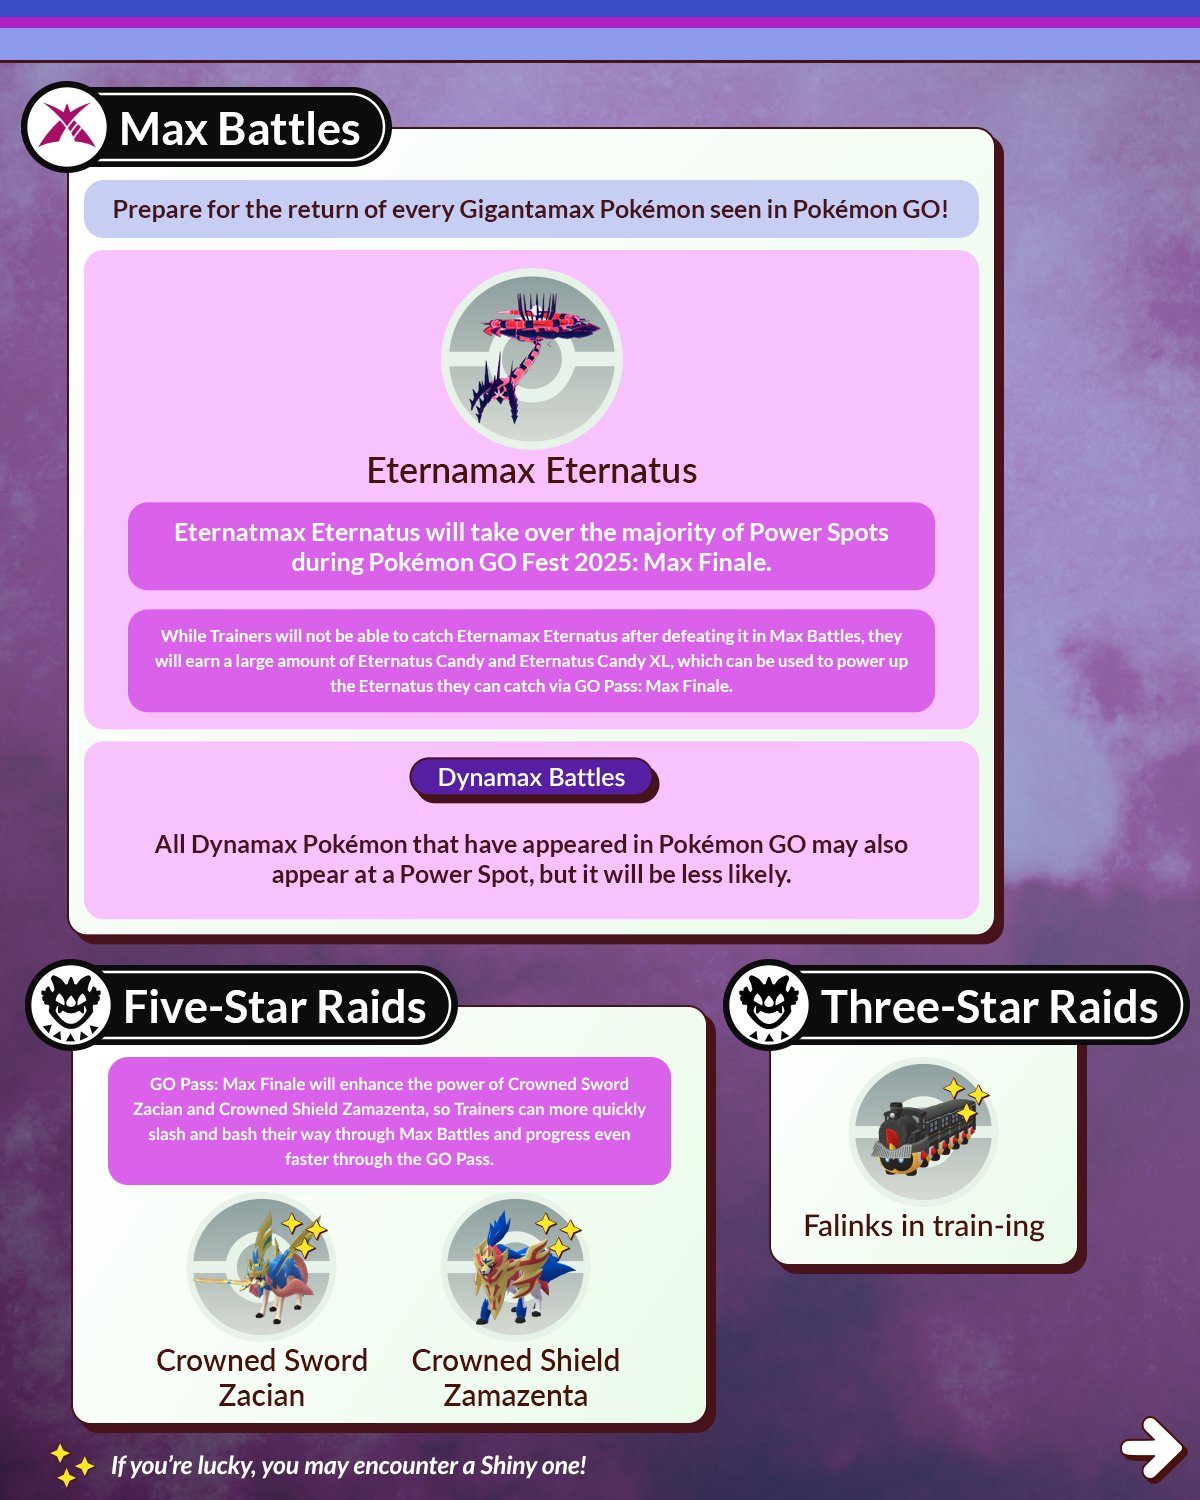 Max Battles
Prepare for the return of every Gigantamax Pokémon seen in Pokémon GO!
Eternamax Eternatus
Eternatmax Eternatus will take over the majority of Power Spots
during Pokémon GO Fest 2025: Max Finale.
While Trainers will not be able to catch Eternamax Eternatus after defeating it in Max Battles, they
will earn a large amount of Eternatus Candy and Eternatus Candy XL, which can be used to power up
the Eternatus they can catch via GO Pass: Max Finale.
Dynamax Battles
All Dynamax Pokémon that have appeared in Pokémon GO may also
appear at a Power Spot, but it will be less likely.
Five-Star Raids
GO Pass: Max Finale will enhance the power of Crowned Sword
Zacian and Crowned Shield Zamazenta, so Trainers can more quickly
slash and bash their way through Max Battles and progress even
faster through the GO Pass.
Crowned Sword
Zacian
Crowned Shield
Zamazenta
Three-Star Raids
Falinks in train-ing
If you're lucky, you may encounter a Shiny one!